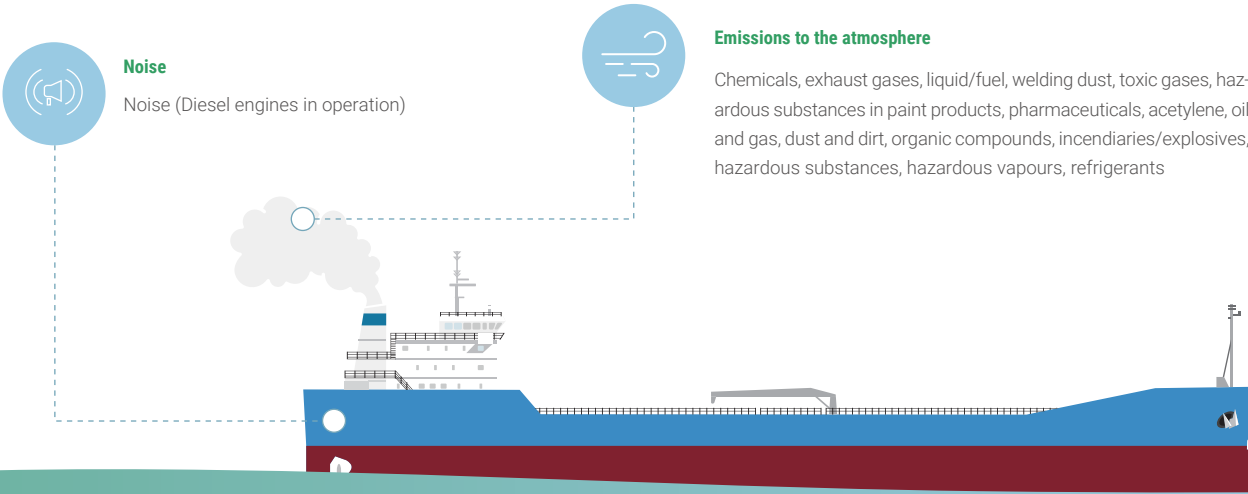 Noise
Noise (Diesel engines in operation)
Emissions to the atmosphere
Chemicals, exhaust gases, liquid/fuel, welding dust, toxic gases, haz-
ardous substances in paint products, pharmaceuticals, acetylene, oil
and gas, dust and dirt, organic compounds, incendiaries/explosives,
hazardous substances, hazardous vapours, refrigerants